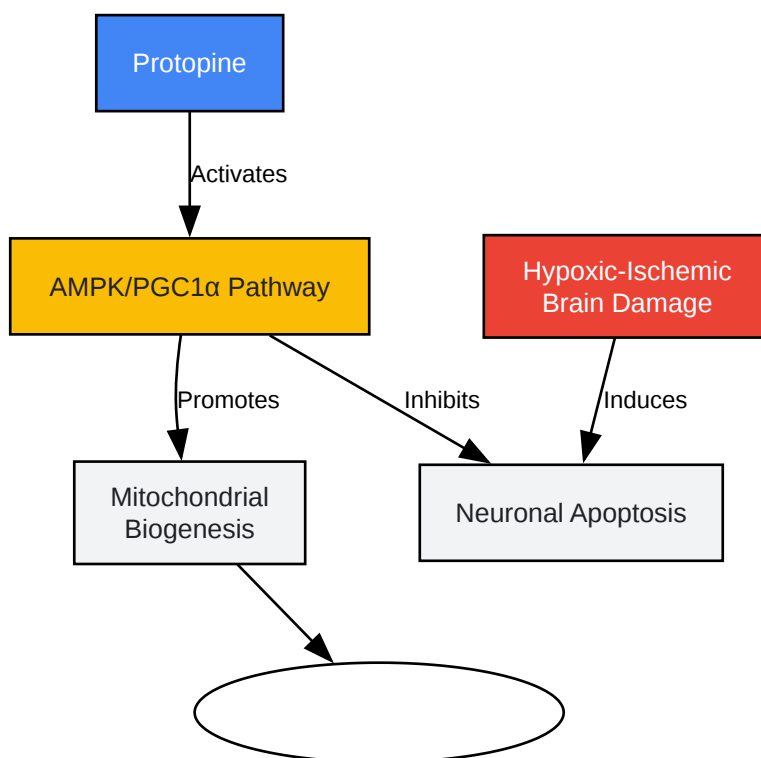 Protopine
Activates
AMPK/PGC1α Pathway
Hypoxic-Ischemic
Brain Damage
Promotes
Inhibits
Induces
Mitochondrial
Biogenesis
Neuronal Apoptosis